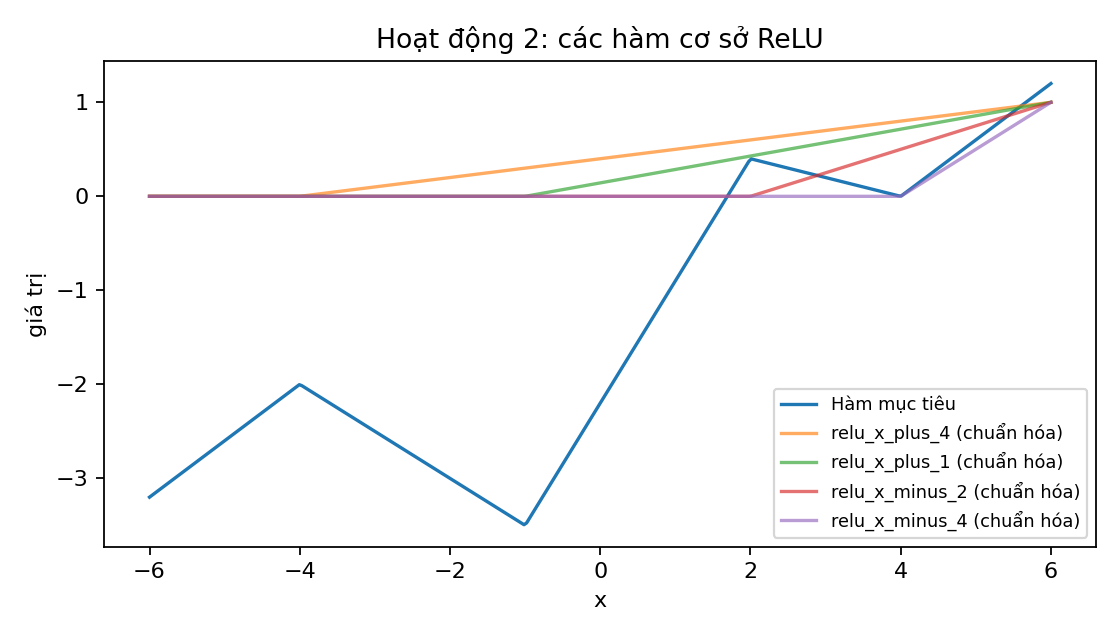 Hoạt động 2: các hàm cơ sở ReLU
giá trị
1
0
−1
−2
−3
Hàm mục tiêu
relu_x_plus_4 (chuẩn hóa)
relu_x_plus_1 (chuẩn hóa)
relu_x_minus_2 (chuẩn hóa)
relu_x_minus_4 (chuẩn hóa)
−6 −4 −2 0 2 4 6
x